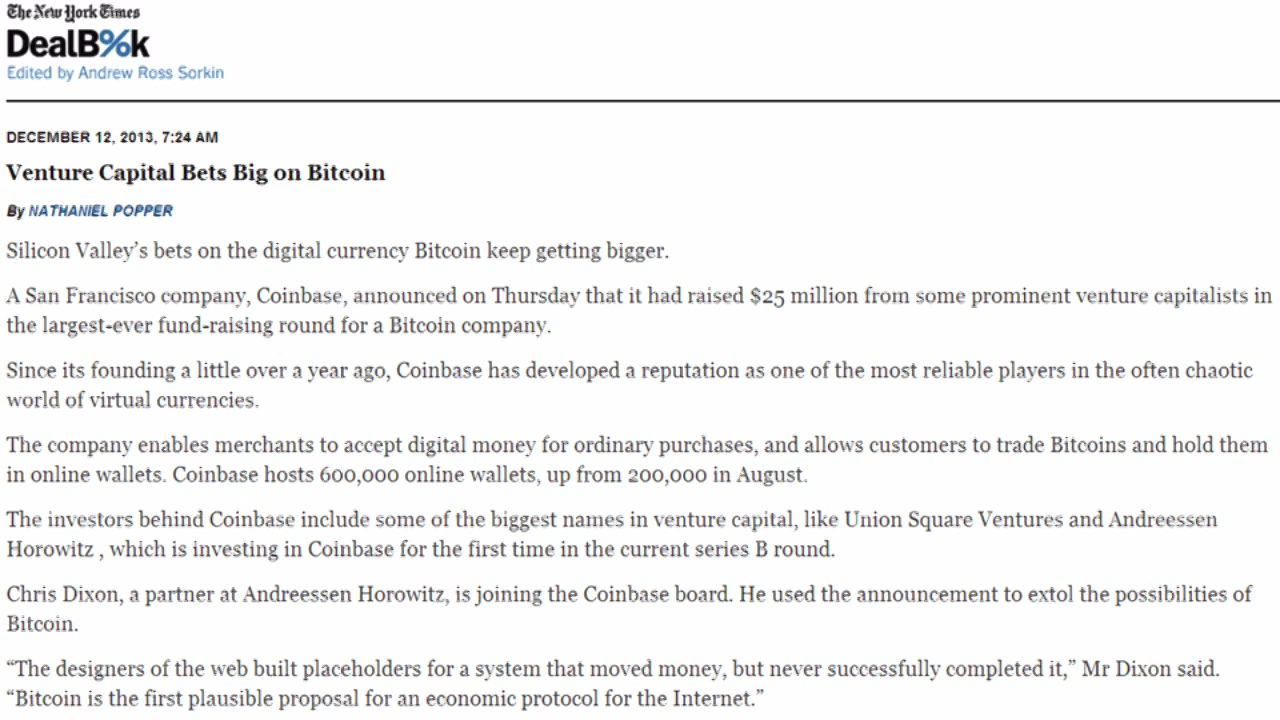 The New York Times
DealB%k
Edited by Andrew Ross Sorkin
DECEMBER 12, 2013, 7:24 AM
Venture Capital Bets Big on Bitcoin
By NATHANIEL POPPER
Silicon Valley’s bets on the digital currency Bitcoin keep getting bigger.
A San Francisco company, Coinbase, announced on Thursday that it had raised $25 million from some prominent venture capitalists in
the largest-ever fund-raising round for a Bitcoin company.
Since its founding a little over a year ago, Coinbase has developed a reputation as one of the most reliable players in the often chaotic
world of virtual currencies.
The company enables merchants to accept digital money for ordinary purchases, and allows customers to trade Bitcoins and hold them
in online wallets. Coinbase hosts 600,000 online wallets, up from 200,000 in August.
The investors behind Coinbase include some of the biggest names in venture capital, like Union Square Ventures and Andreessen
Horowitz , which is investing in Coinbase for the first time in the current series B round.
Chris Dixon, a partner at Andreessen Horowitz, is joining the Coinbase board. He used the announcement to extol the possibilities of
Bitcoin.
“The designers of the web built placeholders for a system that moved money, but never successfully completed it,” Mr Dixon said.
“Bitcoin is the first plausible proposal for an economic protocol for the Internet.”